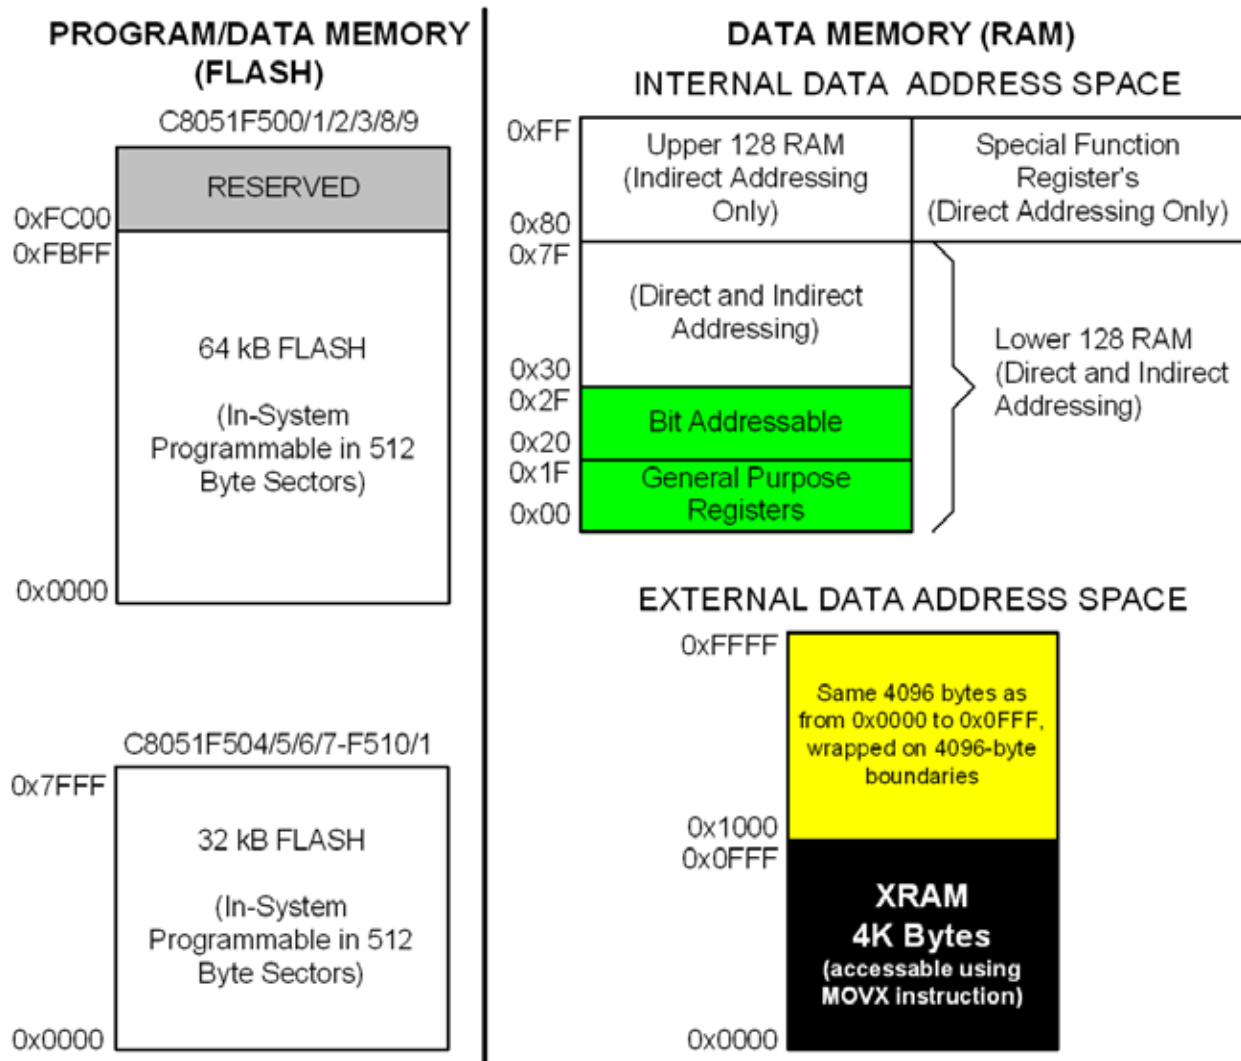 PROGRAM/DATA MEMORY
(FLASH)
C8051F500/1/2/3/8/9
RESERVED
0xFC00
0xFBFF
64 kB FLASH
(In-System
Programmable in 512
Byte Sectors)
0x0000
C8051F504/5/6/7-F510/1
0x7FFF
32 kB FLASH
(In-System
Programmable in 512
Byte Sectors)
0x0000
DATA MEMORY (RAM)
INTERNAL DATA ADDRESS SPACE
0xFF
Upper 128 RAM
(Indirect Addressing
Only)
Special Function
Register's
(Direct Addressing Only)
0x80
0x7F
(Direct and Indirect
Addressing)
0x30
Lower 128 RAM
(Direct and Indirect
Addressing)
0x2F
Bit Addressable
0x20
0x1F
General Purpose
Registers
0x00
EXTERNAL DATA ADDRESS SPACE
0xFFFF
Same 4096 bytes as
from 0x0000 to 0x0FFF,
wrapped on 4096-byte
boundaries
0x1000
0x0FFF
XRAM
4K Bytes
(accessable using
MOVX instruction)
0x0000